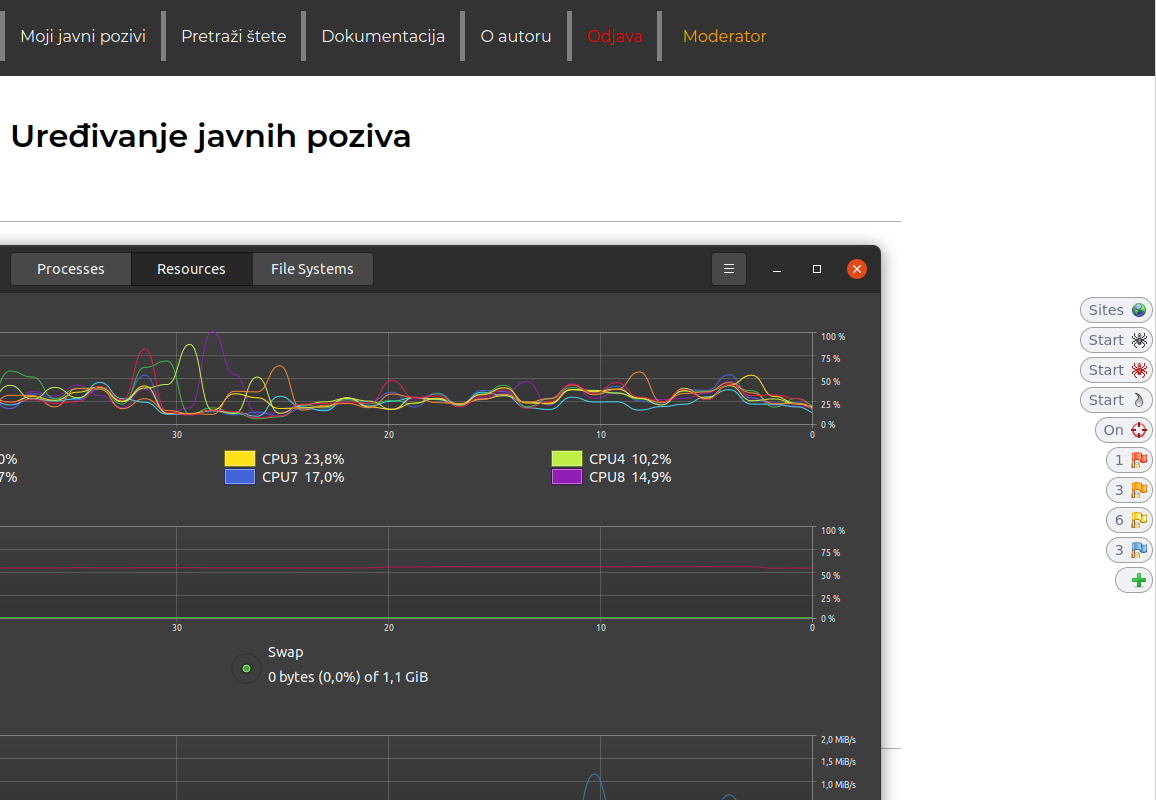 Moji javni pozivi Pretraži štete Dokumentacija O autoru Odjava Moderator
Uređivanje javnih poziva
Processes Resources File Systems
100 %
75 %
50 %
25 %
0 %
30 20 10 0
0% CPU3 23,8% CPU4 10,2%
7% CPU7 17,0% CPU8 14,9%
100 %
75 %
50 %
25 %
0 %
30 20 10 0
Swap
0 bytes (0,0%) of 1,1 GiB
2,0 MiB/s
1,5 MiB/s
1,0 MiB/s
Sites
Start
Start
Start
On
1
3
6
3